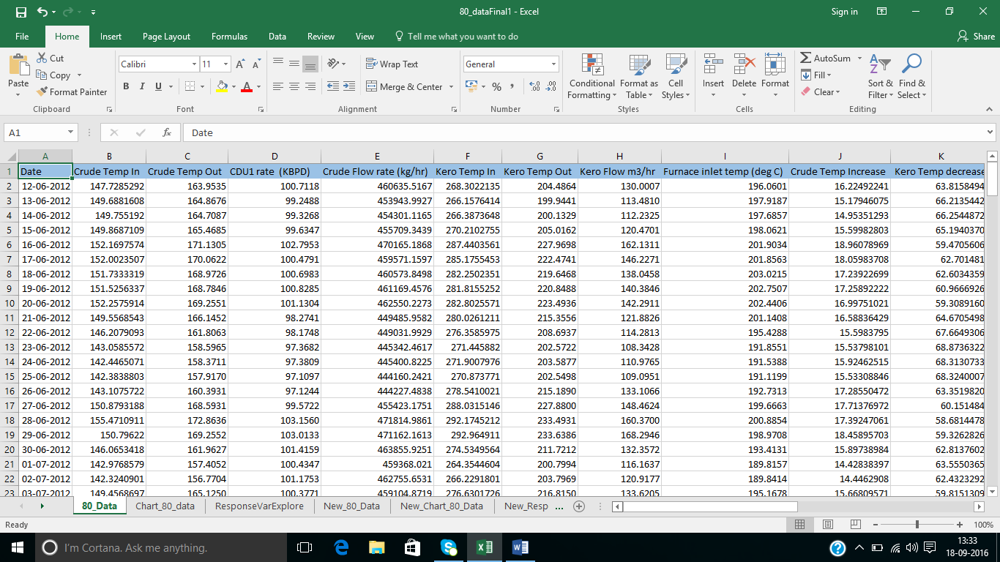 80_dataFinal1 - Excel
Sign in
File Home Insert Page Layout Formulas Data Review View Tell me what you want to do Share
Paste Cut Copy Format Painter
Calibri 11 A A Wrap Text General AutoSum
Fill
Clear
B I U A Merge & Center % , .0 .00
Conditional Formatting Format as Table Cell Styles Insert Delete Format Sort & Filter Find & Select
Clipboard Font Alignment Number Styles Cells Editing
A1 fx Date
A B C D E F G H I J K
1 Date Crude Temp In Crude Temp Out CDU1 rate (KBPD) Crude Flow rate (kg/hr) Kero Temp In Kero Temp Out Kero Flow m3/hr Furnace inlet temp (deg C) Crude Temp Increase Kero Temp decrease
2 12-06-2012 147.7285292 163.9535 100.7118 460635.5167 268.3022135 204.4864 130.0007 196.0601 16.22492241 63.8158494
3 13-06-2012 149.6881608 164.8676 99.2488 453943.9927 266.1576414 199.9441 113.4810 197.9187 15.17946075 66.2135442
4 14-06-2012 149.755192 164.7087 99.3268 454301.1165 266.3873648 200.1329 112.2325 197.6857 14.95351293 66.2544872
5 15-06-2012 149.8687109 165.4685 99.6347 455709.3439 270.2102755 205.0162 120.4701 198.0621 15.59982803 65.1940370
6 16-06-2012 152.1697574 171.1305 102.7953 470165.1868 287.4403561 227.9698 162.1311 201.9034 18.96078969 59.4705606
7 17-06-2012 152.0023507 170.0622 100.4791 459571.1597 285.1755453 222.4741 146.2271 201.8563 18.05983708 62.701481
8 18-06-2012 151.7333319 168.9726 100.6983 460573.8498 282.2502351 219.6468 138.0458 203.0215 17.23922699 62.6034359
9 19-06-2012 151.5256337 168.7846 100.8285 461169.4576 281.8155252 220.8488 140.3846 202.7507 17.25892222 60.9666926
10 20-06-2012 152.2575914 169.2551 101.1304 462550.2273 282.8025571 223.4936 142.2911 202.4406 16.99751021 59.3089160
11 21-06-2012 149.5568543 166.1452 98.2741 449485.9582 280.0261211 215.3556 121.8826 201.1408 16.58836429 64.6705498
12 22-06-2012 146.2079093 161.8063 98.1748 449031.9929 276.3585975 208.6937 114.2813 195.4288 15.5983795 67.6649306
13 23-06-2012 143.0585572 158.5965 97.3682 445342.4617 271.445882 202.5722 108.3428 191.8551 15.53798101 68.8736322
14 24-06-2012 142.4465071 158.3711 97.3809 445400.8225 271.9007976 203.5877 110.9765 191.5388 15.92462515 68.3130733
15 25-06-2012 142.3838803 157.9170 97.1097 444160.2421 270.873771 202.5498 109.0951 191.1199 15.53308846 68.3240007
16 26-06-2012 143.1075722 160.3931 97.1244 444227.4838 278.5410021 215.1890 133.1066 192.7313 17.28550472 63.3519820
17 27-06-2012 150.8793188 168.5931 99.5722 455423.1751 288.0315146 227.8800 148.4624 199.6663 17.71376972 60.151484
18 28-06-2012 155.4710911 172.8636 103.1560 471814.9861 292.1745212 233.4931 160.3700 200.8854 17.39247061 58.6814478
19 29-06-2012 150.79622 169.2552 103.0133 471162.1613 292.964911 233.6386 168.2946 198.9708 18.45895703 59.3262826
20 30-06-2012 146.0653418 161.9627 101.4159 463855.9251 274.5349564 211.7212 132.3572 193.4131 15.89738984 62.8137602
21 01-07-2012 142.9768579 157.4052 100.4347 459368.021 264.3544604 200.7994 116.1637 189.8157 14.42838397 63.5550365
22 02-07-2012 142.3240901 156.7704 101.1753 462755.6531 266.2291801 203.7969 120.9177 189.8414 14.4462908 62.4323292
23 03-07-2012 149.4568697 165.1250 100.3771 459104.8719 276.6301726 216.8150 133.6205 195.1678 15.66809571 59.8151309
80_Data Chart_80_data ResponseVarExplore New_80_Data New_Chart_80_Data New_Resp ...
Ready 100%
I'm Cortana. Ask me anything.
13:33
18-09-2016